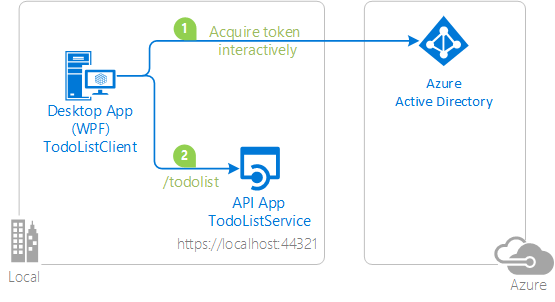 1
Acquire token
interactively
Azure
Active Directory
Desktop App
(WPF)
TodoListClient
2
/todolist
API App
TodoListService
https://localhost:44321
Local
Azure